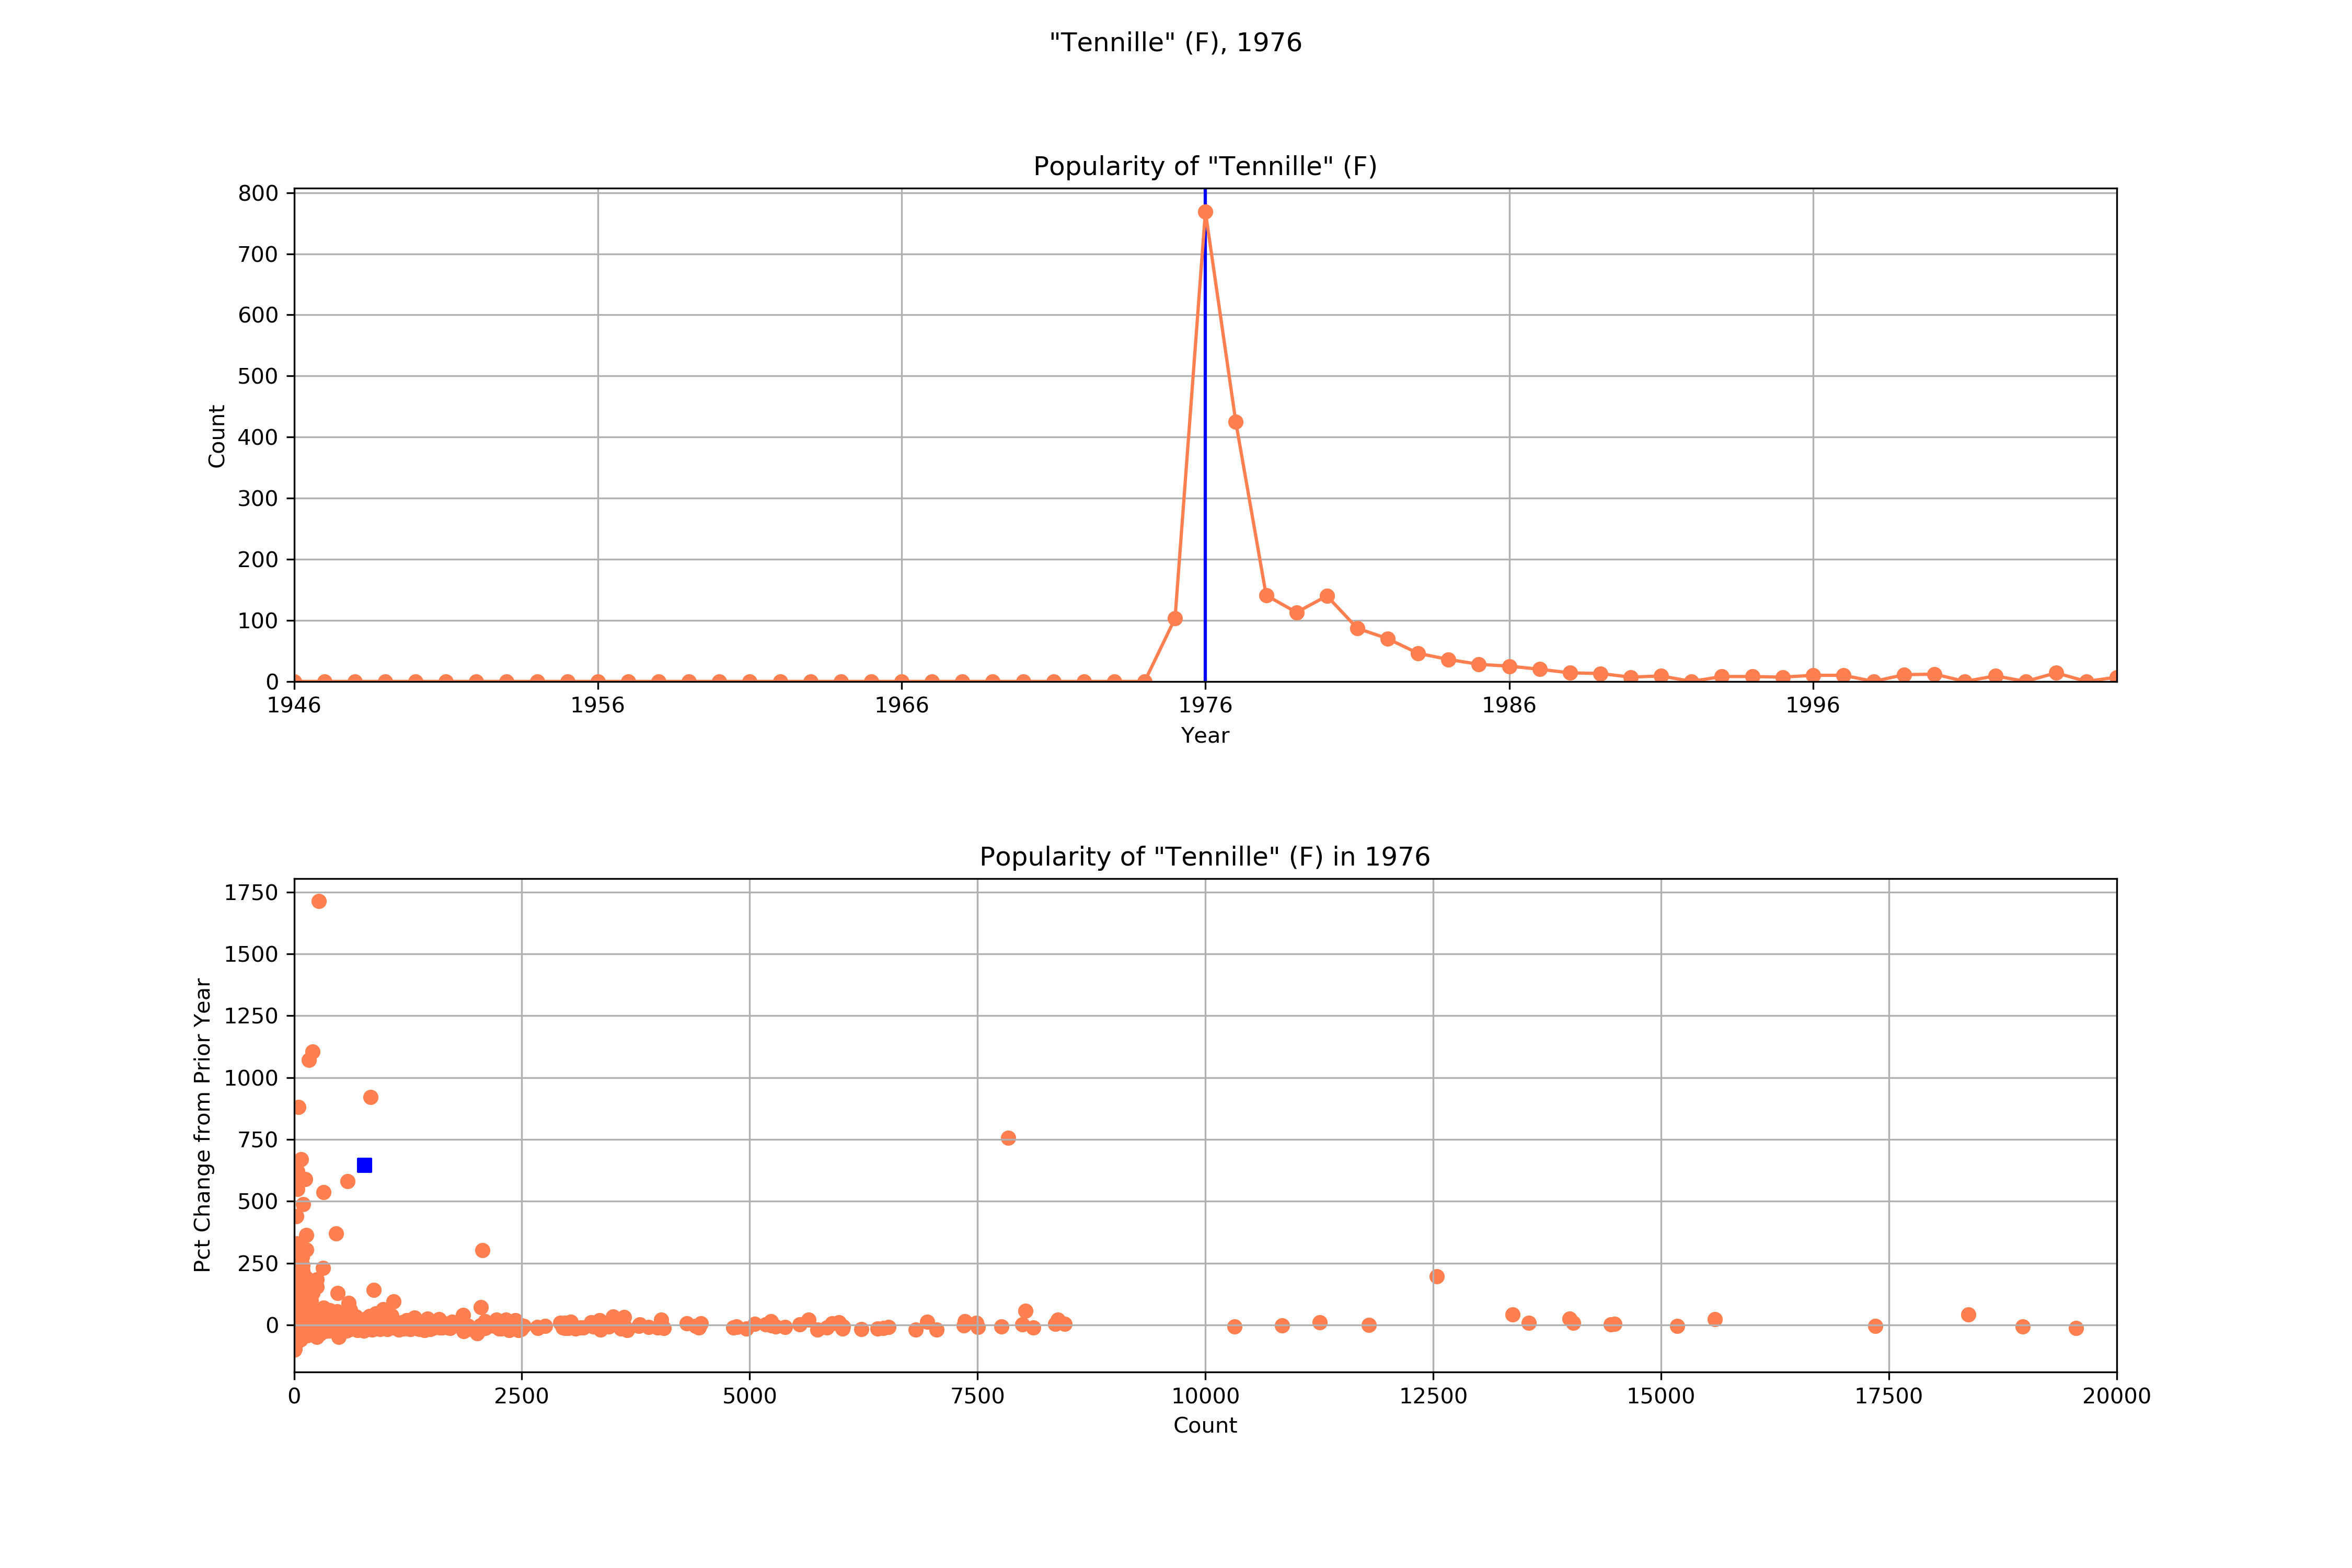 "Tennille" (F), 1976
Popularity of "Tennille" (F)
800
700
600
500
400
300
200
100
0
Count
1946 1956 1966 1976 1986 1996
Year
Popularity of "Tennille" (F) in 1976
1750
1500
1250
1000
750
500
250
0
Pct Change from Prior Year
0 2500 5000 7500 10000 12500 15000 17500 20000
Count